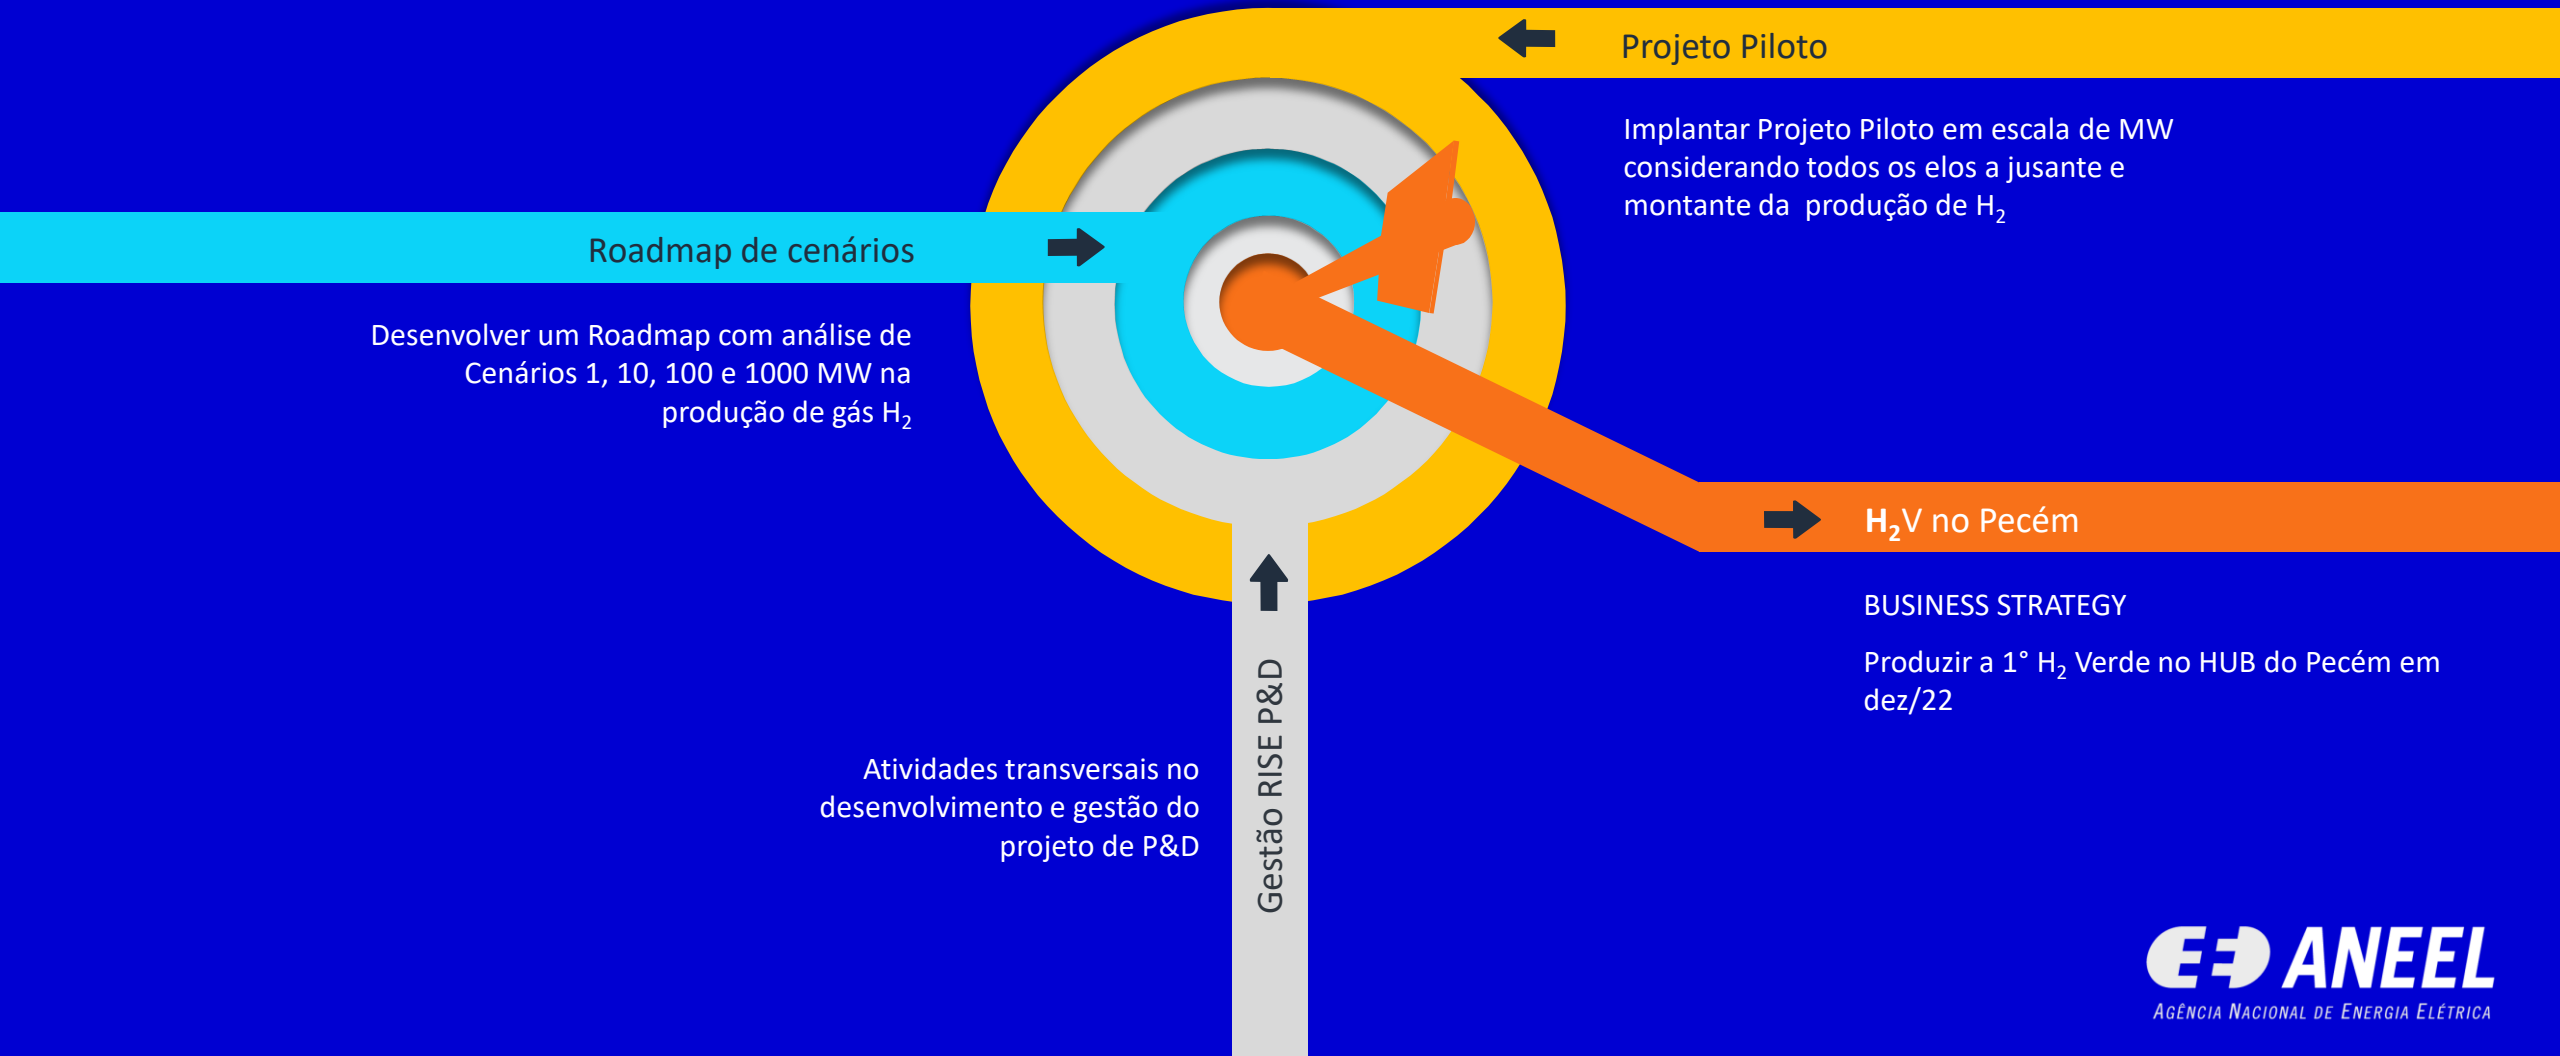 Projeto Piloto
Implantar Projeto Piloto em escala de MW
considerando todos os elos a jusante e
montante da produção de H₂
Roadmap de cenários
Desenvolver um Roadmap com análise de
Cenários 1, 10, 100 e 1000 MW na
produção de gás H₂
H₂V no Pecém
BUSINESS STRATEGY
Produzir a 1° H₂ Verde no HUB do Pecém em
dez/22
Gestão RISE P&D
Atividades transversais no
desenvolvimento e gestão do
projeto de P&D
ANEEL
AGÊNCIA NACIONAL DE ENERGIA ELÉTRICA